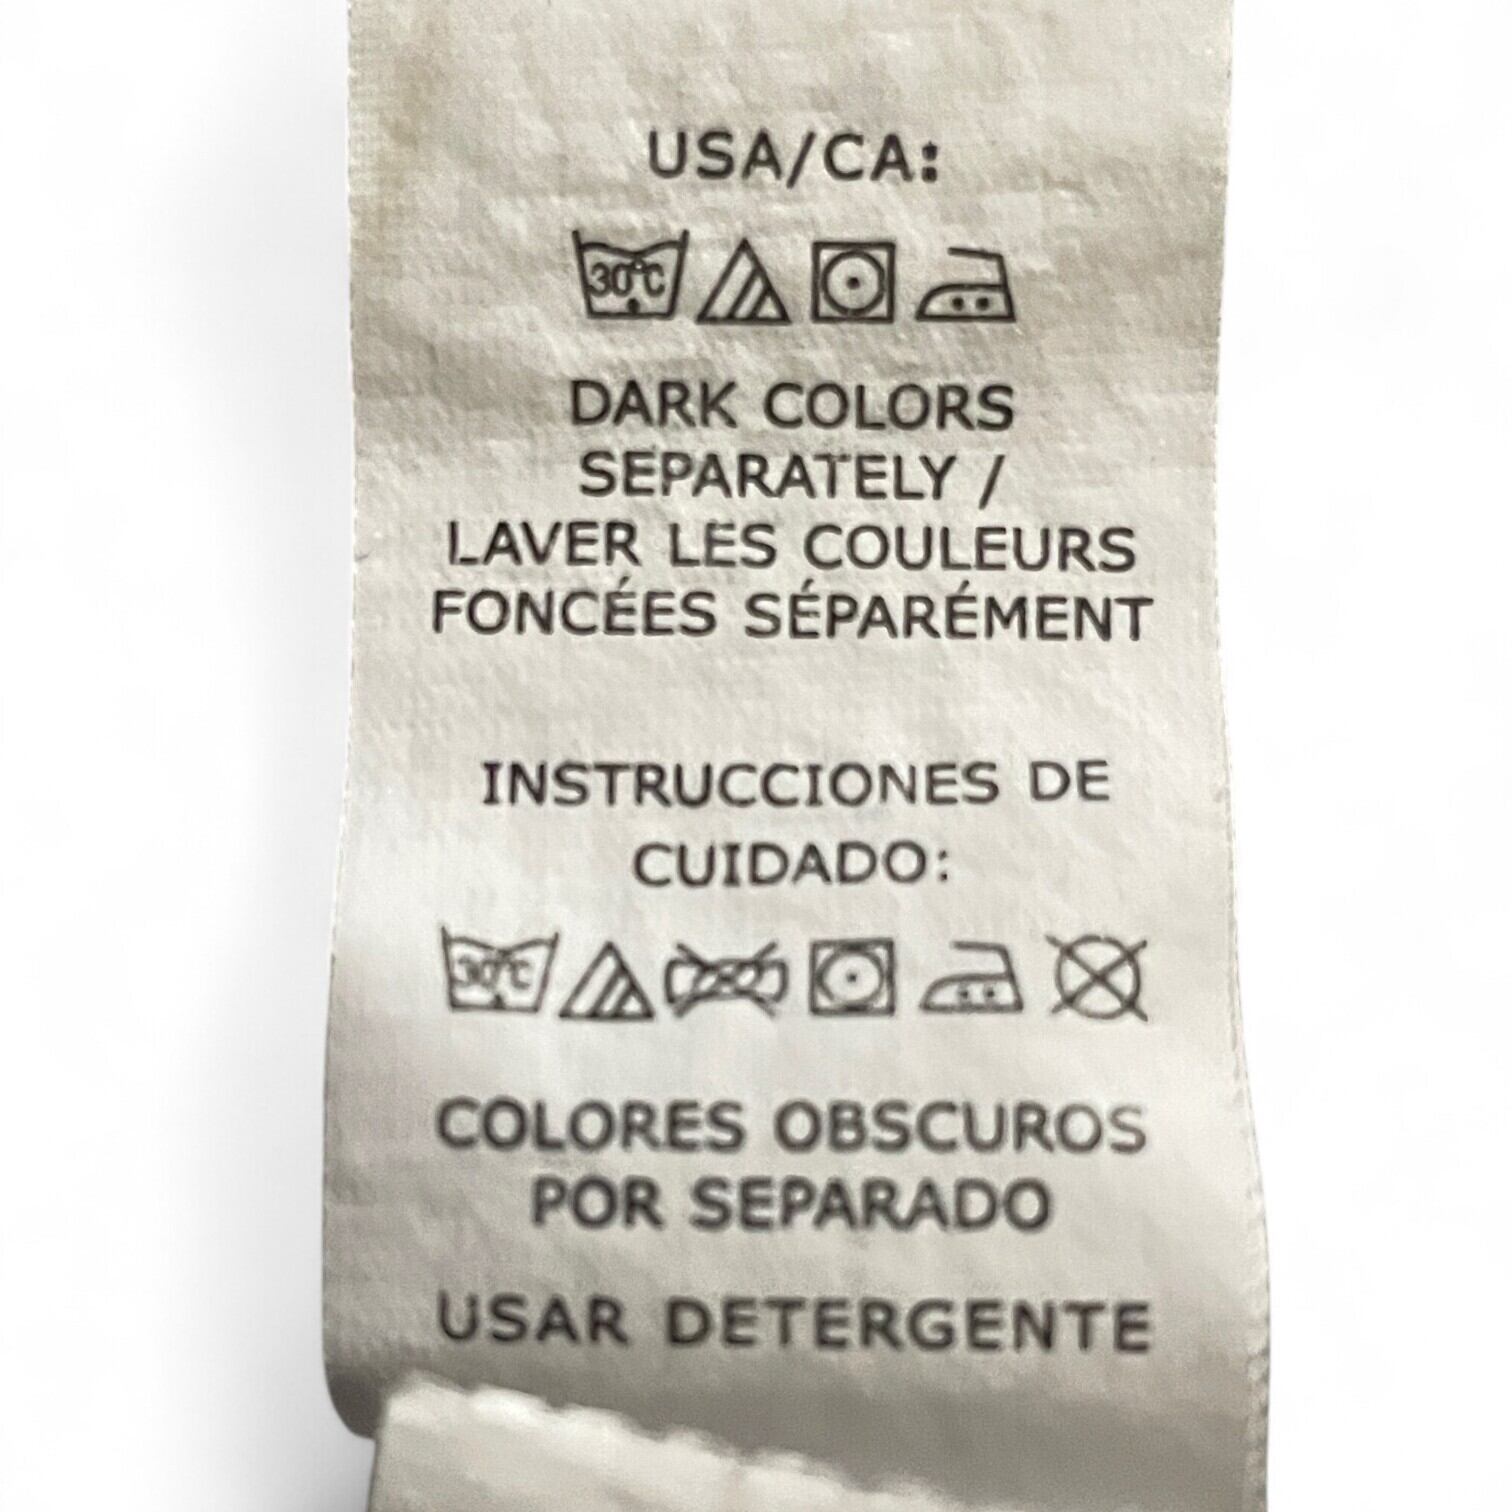 USA/CA:
30°C
DARK COLORS
SEPARATELY /
LAVER LES COULEURS
FONCÉES SÉPARÉMENT
INSTRUCCIONES DE
CUIDADO:
30°C
COLORES OBSCUROS
POR SEPARADO
USAR DETERGENTE